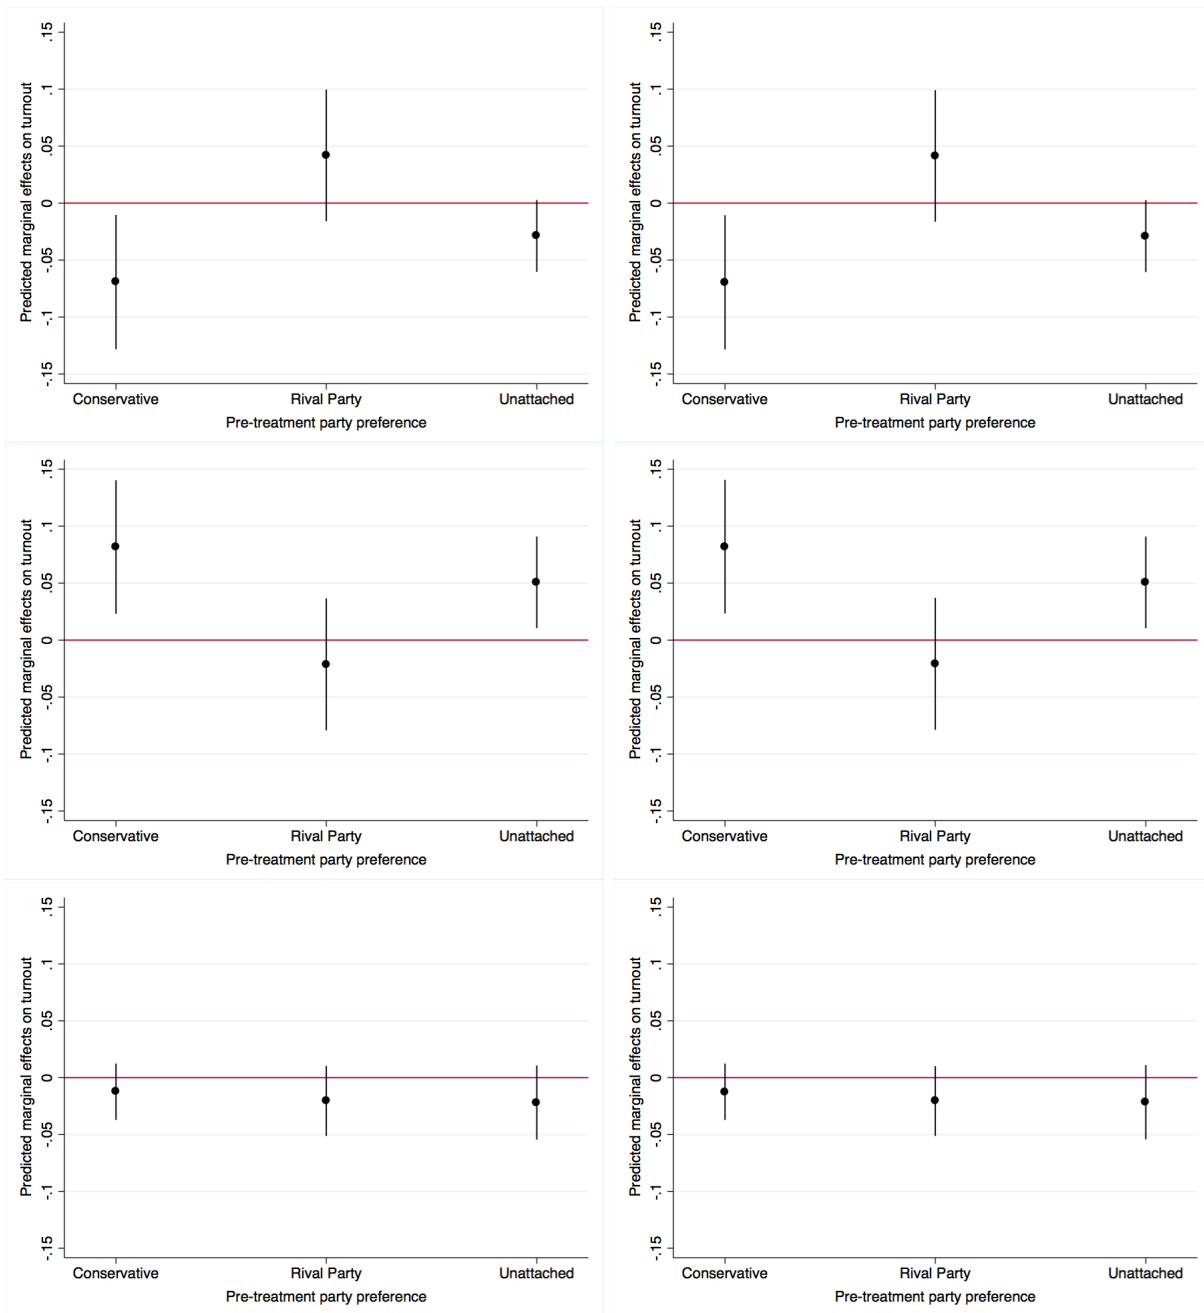 Predicted marginal effects on turnout
.15
.1
.05
0
-.05
-.1
-.15
Conservative Rival Party Unattached
Pre-treatment party preference
Predicted marginal effects on turnout
.15
.1
.05
0
-.05
-.1
-.15
Conservative Rival Party Unattached
Pre-treatment party preference
Predicted marginal effects on turnout
.15
.1
.05
0
-.05
-.1
-.15
Conservative Rival Party Unattached
Pre-treatment party preference
Predicted marginal effects on turnout
.15
.1
.05
0
-.05
-.1
-.15
Conservative Rival Party Unattached
Pre-treatment party preference
Predicted marginal effects on turnout
.15
.1
.05
0
-.05
-.1
-.15
Conservative Rival Party Unattached
Pre-treatment party preference
Predicted marginal effects on turnout
.15
.1
.05
0
-.05
-.1
-.15
Conservative Rival Party Unattached
Pre-treatment party preference